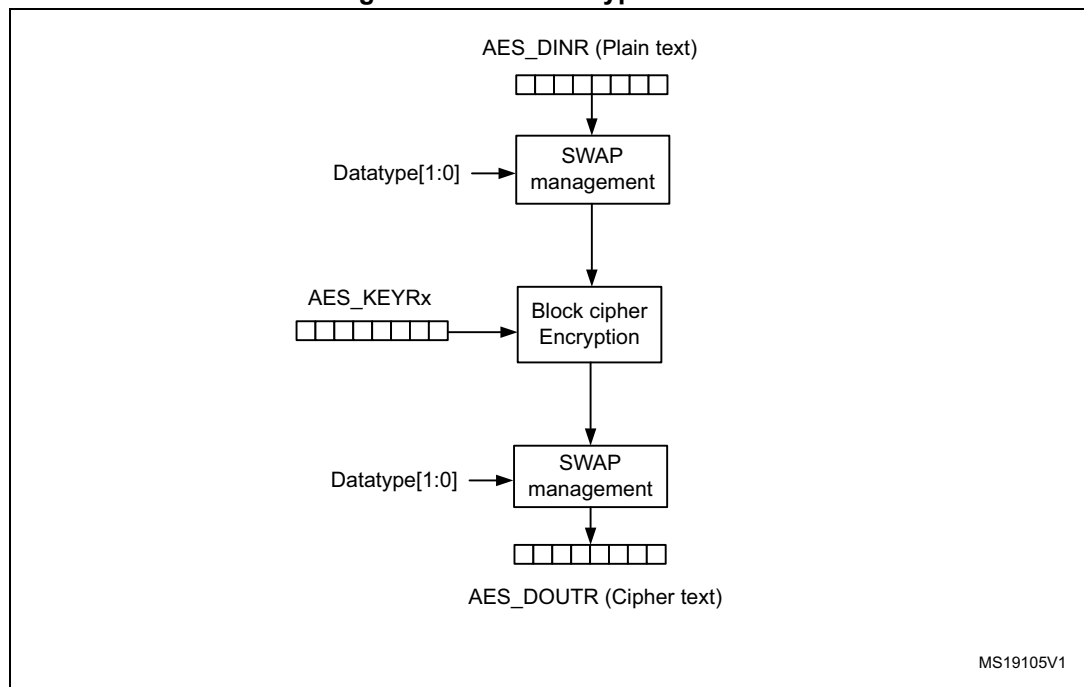 AES_DINR (Plain text)
SWAP
management
Datatype[1:0]
AES_KEYRx
Block cipher
Encryption
SWAP
management
Datatype[1:0]
AES_DOUTR (Cipher text)
MS19105V1